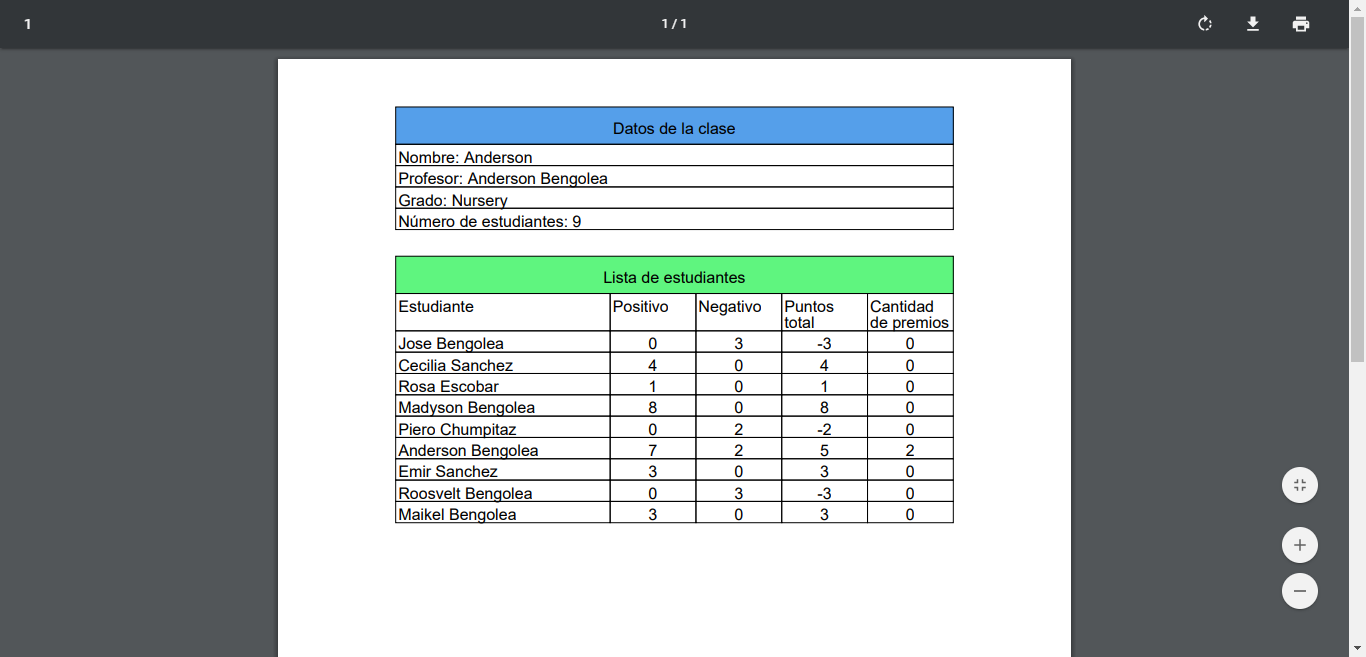 1
1 / 1
Datos de la clase
Nombre: Anderson
Profesor: Anderson Bengolea
Grado: Nursery
Número de estudiantes: 9
Lista de estudiantes
Estudiante Positivo Negativo Puntos total Cantidad de premios
Jose Bengolea 0 3 -3 0
Cecilia Sanchez 4 0 4 0
Rosa Escobar 1 0 1 0
Madyson Bengolea 8 0 8 0
Piero Chumpitaz 0 2 -2 0
Anderson Bengolea 7 2 5 2
Emir Sanchez 3 0 3 0
Roosvelt Bengolea 0 3 -3 0
Maikel Bengolea 3 0 3 0